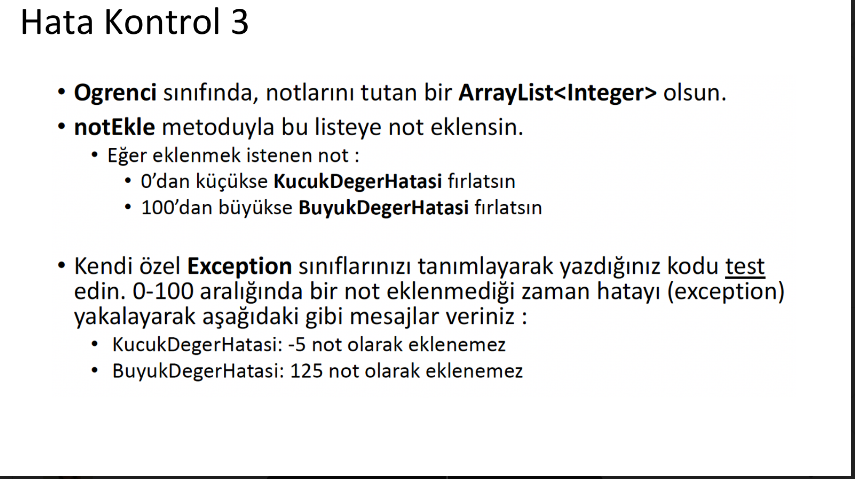 Hata Kontrol 3
• Ogrenci sınıfında, notlarını tutan bir ArrayList<Integer> olsun.
• notEkle metoduyla bu listeye not eklensin.
• Eğer eklenmek istenen not :
• 0’dan küçükse KucukDegerHatasi fırlatsın
• 100’dan büyükse BuyukDegerHatasi fırlatsın
• Kendi özel Exception sınıflarınızı tanımlayarak yazdığınız kodu test
edin. 0-100 aralığında bir not eklenmediği zaman hatayı (exception)
yakalayarak aşağıdaki gibi mesajlar veriniz :
• KucukDegerHatasi: -5 not olarak eklenemez
• BuyukDegerHatasi: 125 not olarak eklenemez